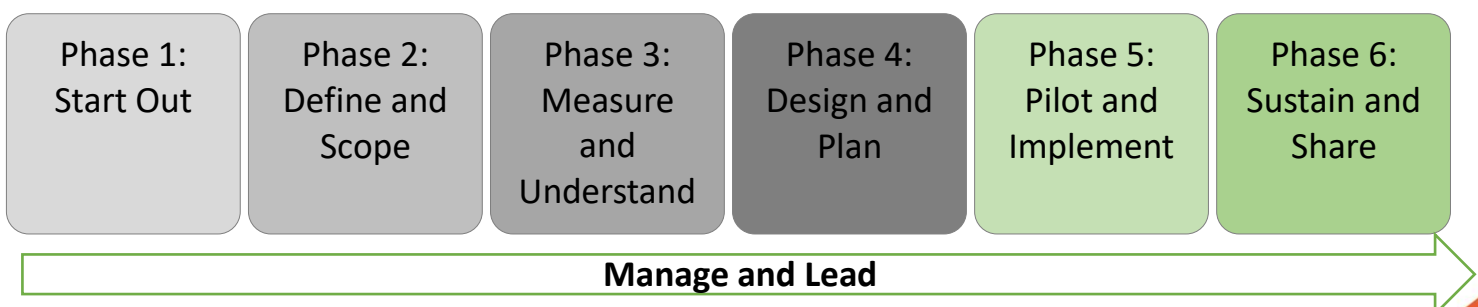 Phase 1:
Start Out
Phase 2:
Define and
Scope
Phase 3:
Measure
and
Understand
Phase 4:
Design and
Plan
Phase 5:
Pilot and
Implement
Phase 6:
Sustain and
Share
Manage and Lead